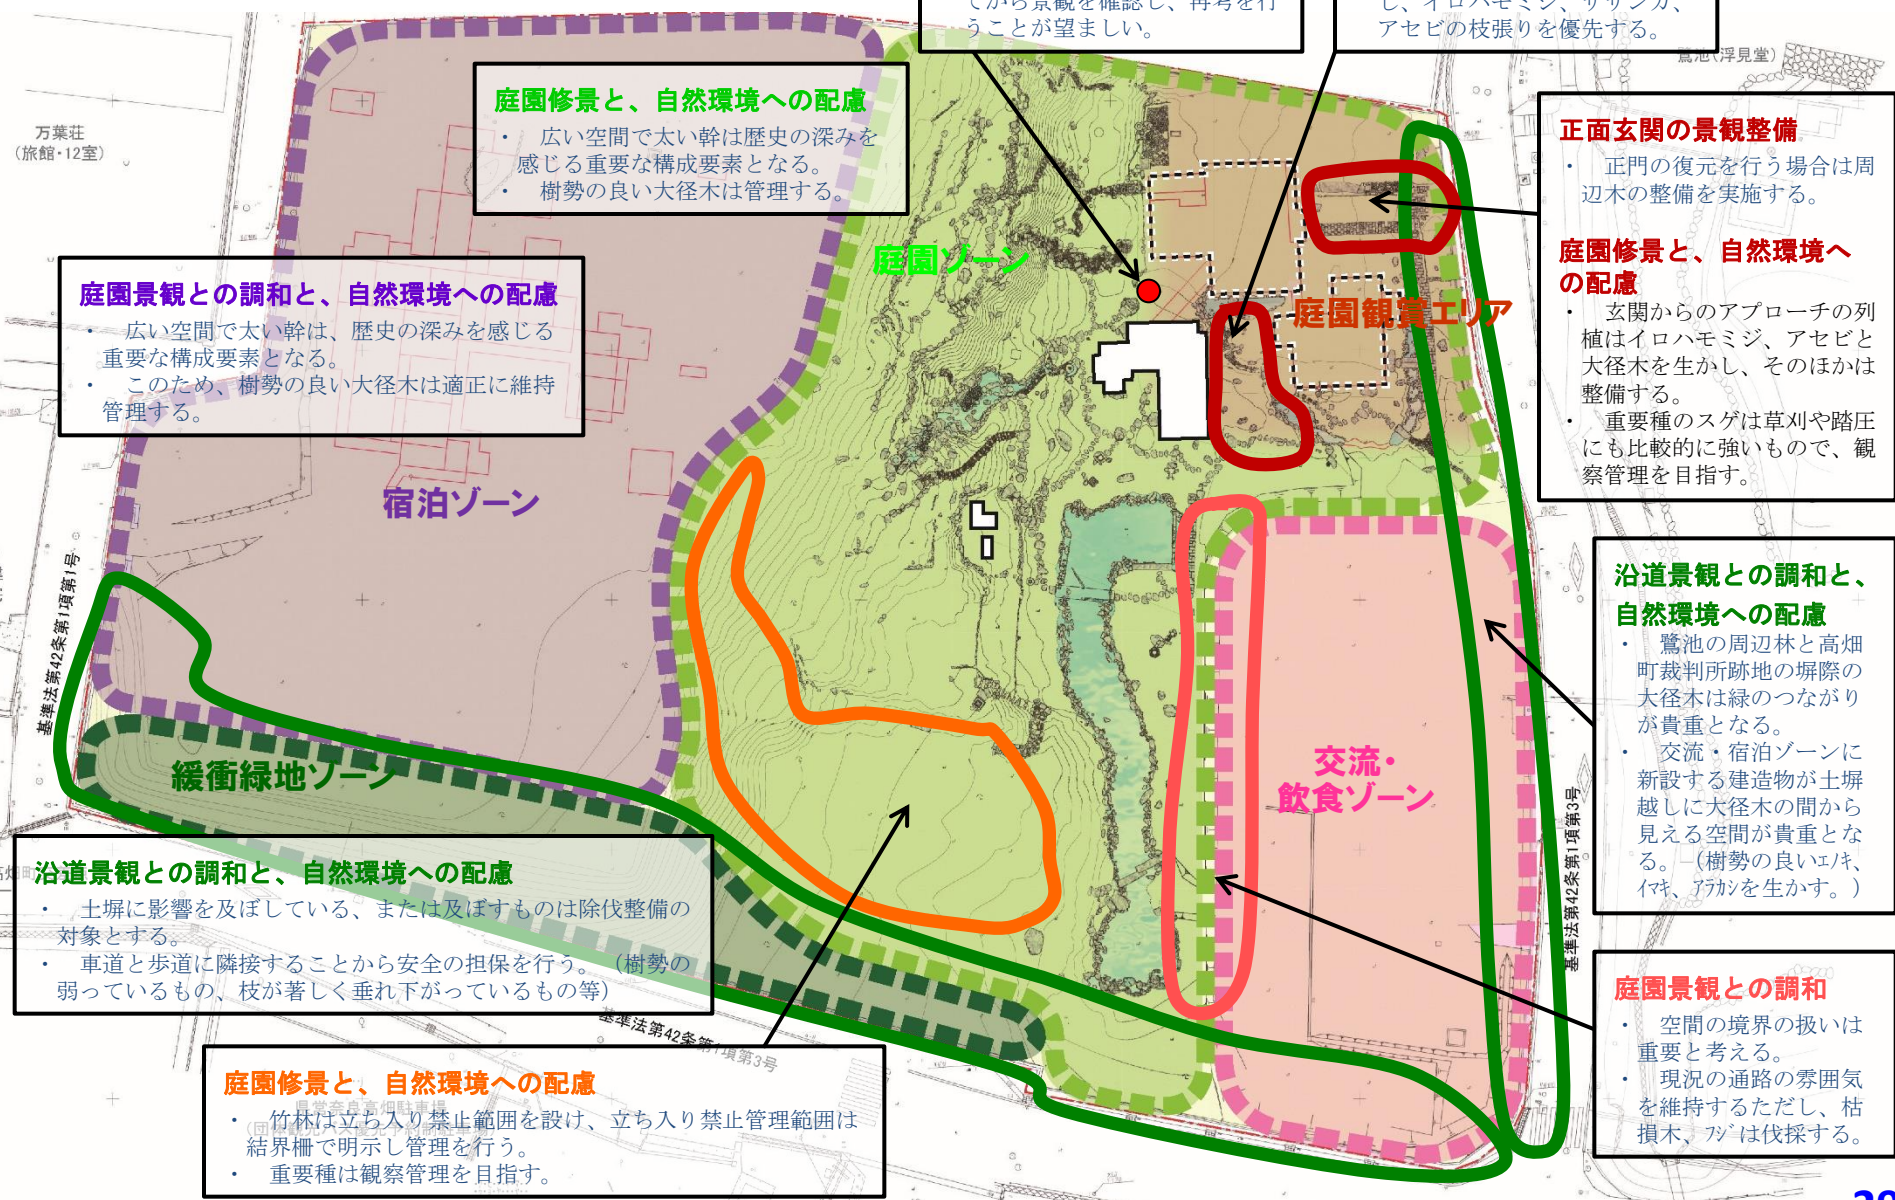 てから景観を確認し、再考を行
うことが望ましい。
し、イロハモミジ、サザンカ、
アセビの枝張りを優先する。
鷺池(浮見堂)
万葉荘
(旅館・12室)
庭園修景と、自然環境への配慮
・ 広い空間で太い幹は歴史の深みを
感じる重要な構成要素となる。
・ 樹勢の良い大径木は管理する。
正面玄関の景観整備
・ 正門の復元を行う場合は周
辺木の整備を実施する。
庭園修景と、自然環境へ
の配慮
・ 玄関からのアプローチの列
植はイロハモミジ、アセビと
大径木を生かし、そのほかは
整備する。
・ 重要種のスゲは草刈や踏圧
にも比較的に強いもので、観
察管理を目指す。
庭園ゾーン
庭園景観との調和と、自然環境への配慮
・ 広い空間で太い幹は、歴史の深みを感じる
重要な構成要素となる。
・ このため、樹勢の良い大径木は適正に維持
管理する。
庭園観賞エリア
宿泊ゾーン
基準法第42条第1項第1号
沿道景観との調和と、
自然環境への配慮
・ 鷺池の周辺林と高畑
町裁判所跡地の塀際の
大径木は緑のつながり
が貴重となる。
・ 交流・宿泊ゾーンに
新設する建造物が土塀
越しに大径木の間から
見える空間が貴重とな
る。（樹勢の良いエノキ、
イマキ、アラカシを生かす。）
交流・
飲食ゾーン
緩衝緑地ゾーン
基準法第42条第1項第3号
沿道景観との調和と、自然環境への配慮
・ 土塀に影響を及ぼしている、または及ぼすものは除伐整備の
対象とする。
・ 車道と歩道に隣接することから安全の担保を行う。（樹勢の
弱っているもの、枝が著しく垂れ下がっているもの等）
基準法第42条第1項第3号
庭園景観との調和
・ 空間の境界の扱いは
重要と考える。
・ 現況の通路の雰囲気
を維持するただし、枯
損木、フジは伐採する。
庭園修景と、自然環境への配慮
県営奈良高畑駐車場
・ 竹林は立ち入り禁止範囲を設け、立ち入り禁止管理範囲は
結界柵で明示し管理を行う。
・ 重要種は観察管理を目指す。